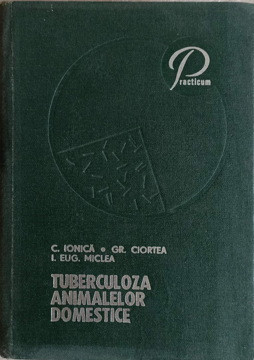 Practicum
C. IONICĂ • GR. CIORTEA
I. EUG. MICLEA
TUBERCULOZA
ANIMALELOR
DOMESTICE